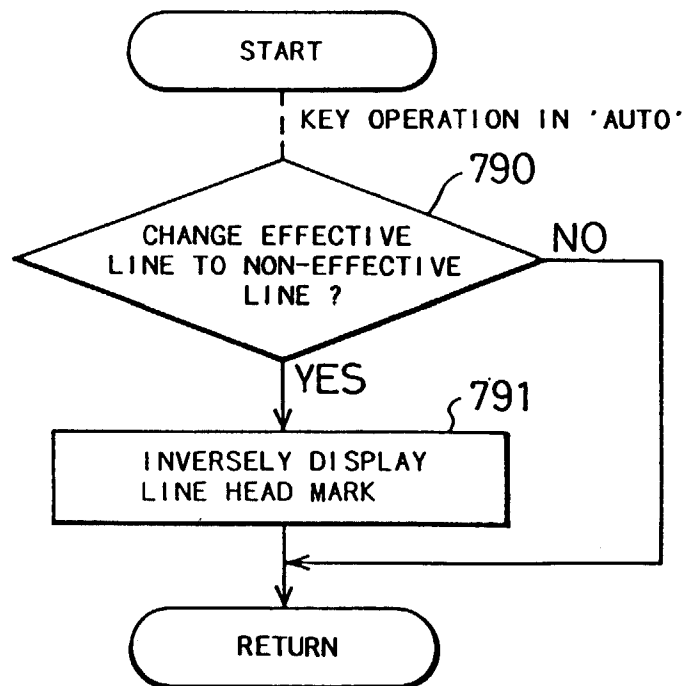 START
KEY OPERATION IN 'AUTO'
790
CHANGE EFFECTIVE
LINE TO NON-EFFECTIVE
LINE ?
NO
YES
791
INVERSELY DISPLAY
LINE HEAD MARK
RETURN